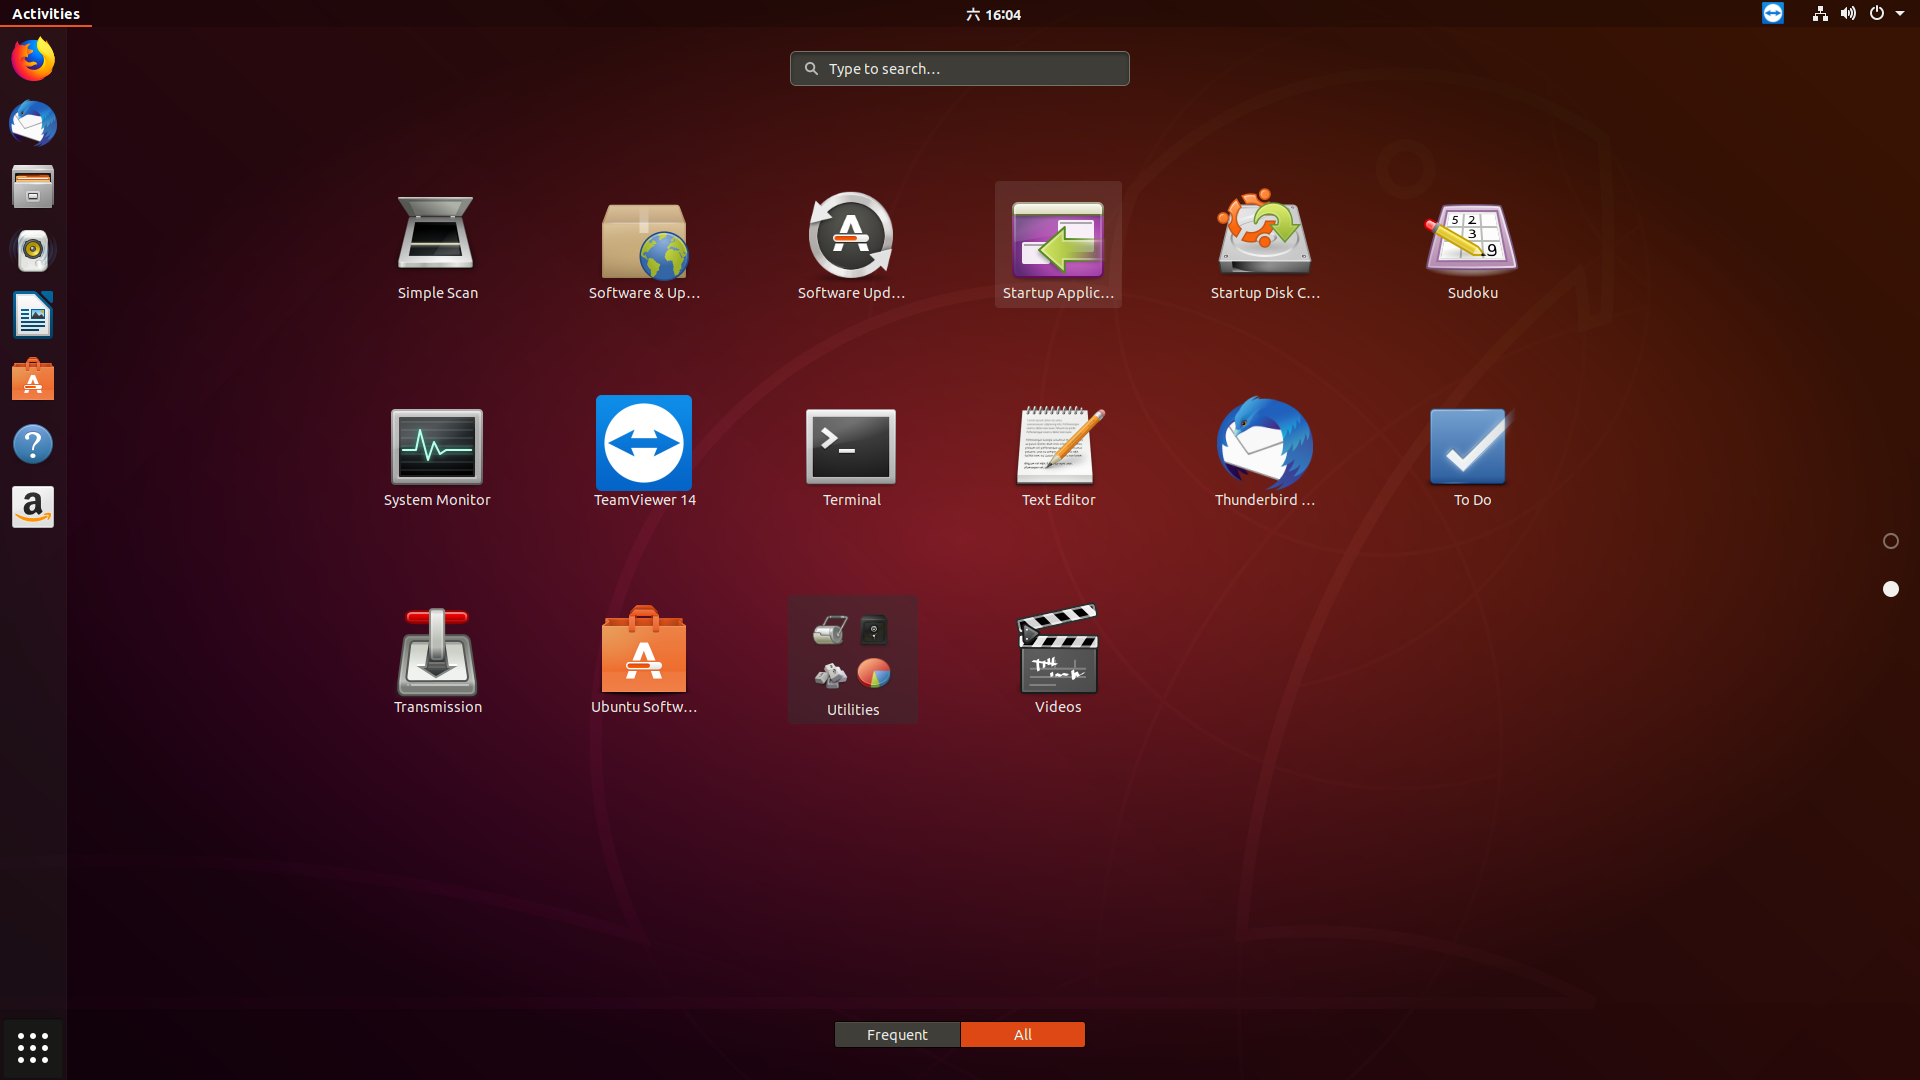 Activities
六 16:04
Type to search...
Simple Scan
Software & Up...
Software Upd...
Startup Applic...
Startup Disk C...
Sudoku
System Monitor
TeamViewer 14
Terminal
Text Editor
Thunderbird ...
To Do
Transmission
Ubuntu Softw...
Utilities
Videos
Frequent
All